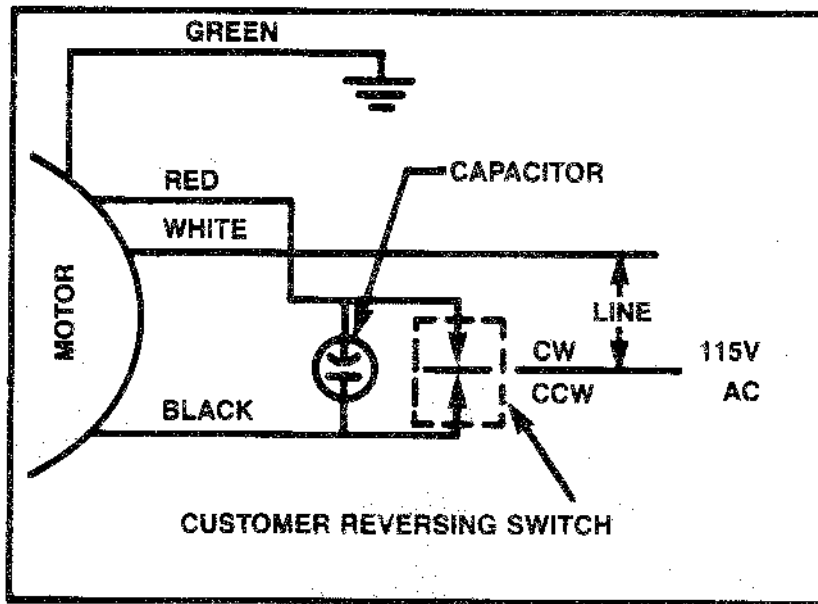 GREEN
RED
CAPACITOR
WHITE
MOTOR
LINE
CW 115V
CCW AC
BLACK
CUSTOMER REVERSING SWITCH